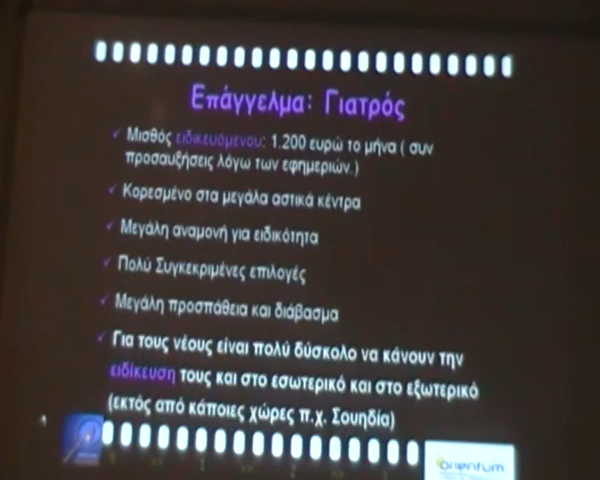 Επάγγελμα: Γιατρός
✓ Μισθός ειδικευόμενου: 1.200 ευρώ το μήνα ( συν
προσαυξήσεις λόγω των εφημεριών.)
✓ Κορεσμένο στα μεγάλα αστικά κέντρα
✓ Μεγάλη αναμονή για ειδικότητα
✓ Πολύ Συγκεκριμένες επιλογές
✓ Μεγάλη προσπάθεια και διάβασμα
✓ Για τους νέους είναι πολύ δύσκολο να κάνουν την
ειδίκευση τους και στο εσωτερικό και στο εξωτερικό
(εκτός από κάποιες χώρες π.χ. Σουηδία)
orientum